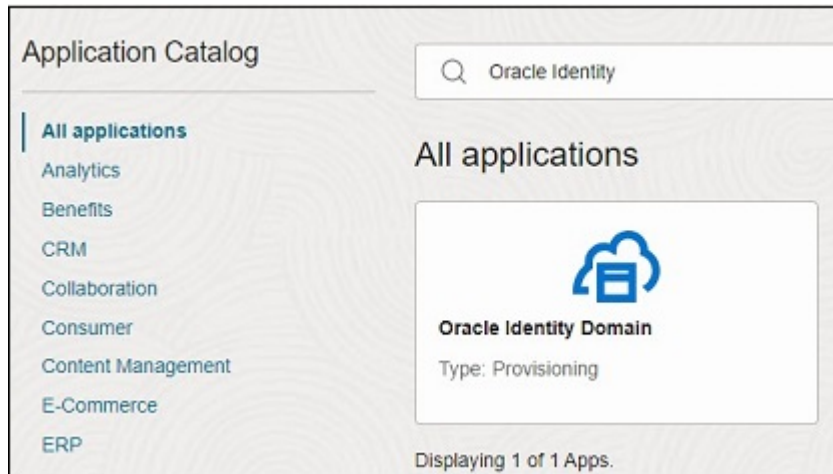 Application Catalog
All applications
Analytics
Benefits
CRM
Collaboration
Consumer
Content Management
E-Commerce
ERP
Oracle Identity
All applications
Oracle Identity Domain
Type: Provisioning
Displaying 1 of 1 Apps.